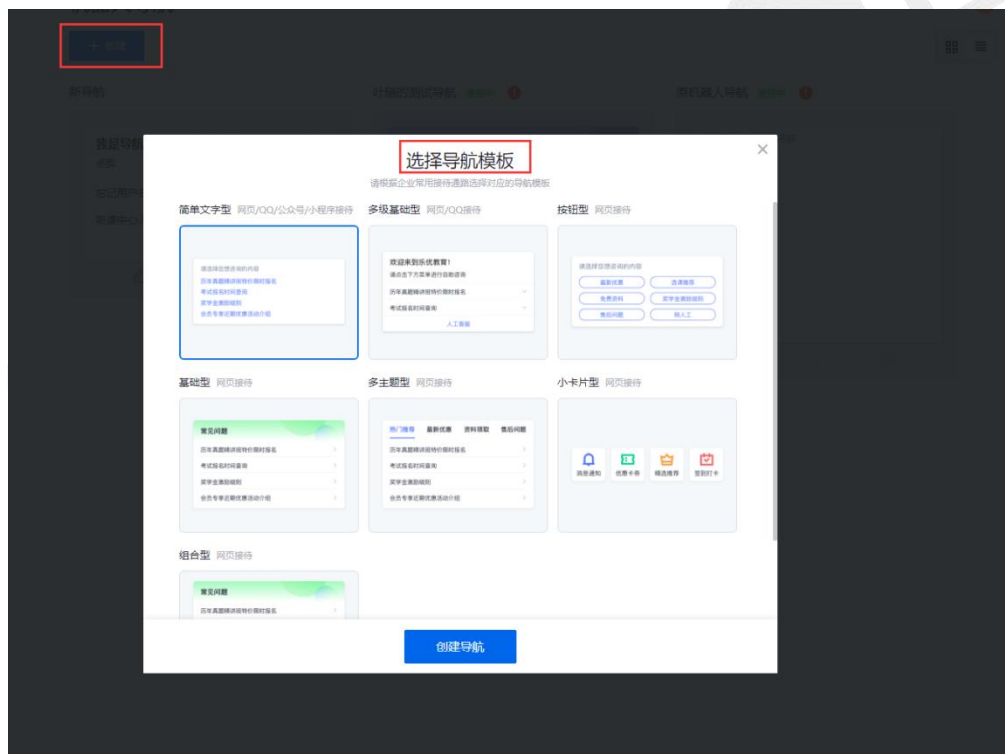 ＋ 创建
新导航
选择导航模板
请根据企业常用接待通路选择对应的导航模板
简单文字型 网页/QQ/公众号/小程序接待
多级基础型 网页/QQ接待
按钮型 网页接待
请选择您想咨询的内容
历年真题精讲班特价限时报名
考试报名时间查询
奖学金激励细则
会员专享近期优惠活动介绍
欢迎来到乐优教育!
请点击下方菜单进行自助咨询
历年真题精讲班特价限时报名
考试报名时间查询
人工客服
请选择您想咨询的内容
最新优惠 选课推荐
免费资料 奖学金激励细则
售后问题 转人工
基础型 网页接待
多主题型 网页接待
小卡片型 网页接待
常见问题
历年真题精讲班特价限时报名
考试报名时间查询
奖学金激励细则
会员专享近期优惠活动介绍
热门推荐 最新优惠 资料领取 售后问题
历年真题精讲班特价限时报名
考试报名时间查询
奖学金激励细则
会员专享近期优惠活动介绍
消息通知 优惠卡券 精选推荐 签到打卡
组合型 网页接待
常见问题
历年真题精讲班特价限时报名
创建导航